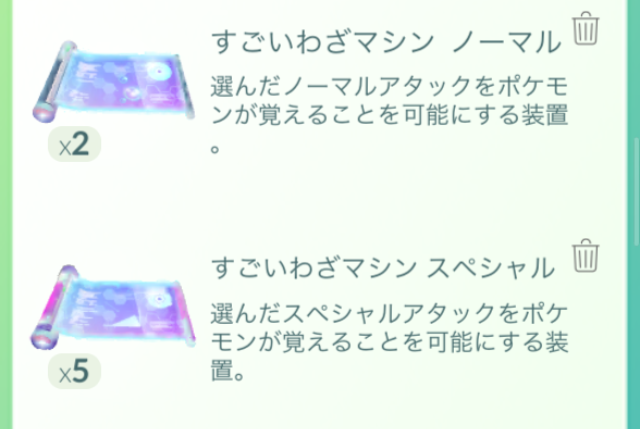 すごいわざマシン ノーマル
選んだノーマルアタックをポケモ
ンが覚えることを可能にする装置
。
x2
すごいわざマシン スペシャル
選んだスペシャルアタックをポケ
モンが覚えることを可能にする装
置。
x5